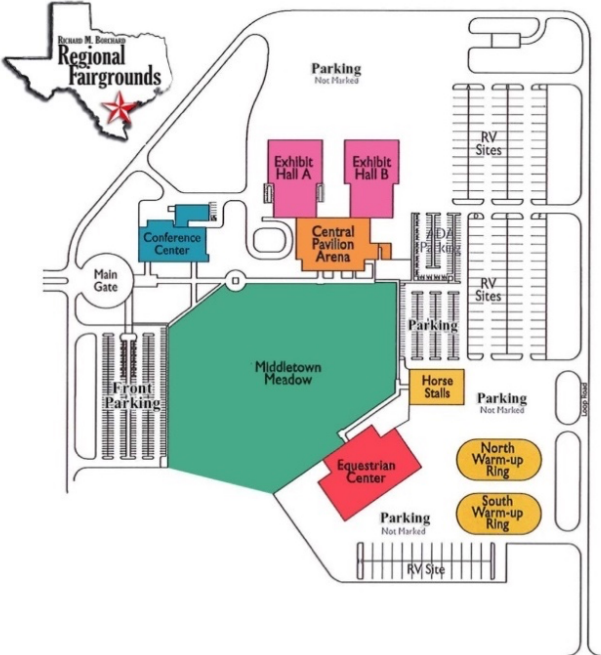 RICHARD M. BORCHARD
Regional
Fairgrounds
Parking
Not Marked
RV
Sites
Exhibit
Hall A
Exhibit
Hall B
Conference
Center
Central
Pavilion
Arena
ADA
Parking
Main
Gate
RV
Sites
Parking
Middletown
Meadow
Front
Parking
Horse
Stalls
Parking
Not Marked
Loop Road
North
Warm-up
Ring
Equestrian
Center
South
Warm-up
Ring
Parking
Not Marked
RV Site